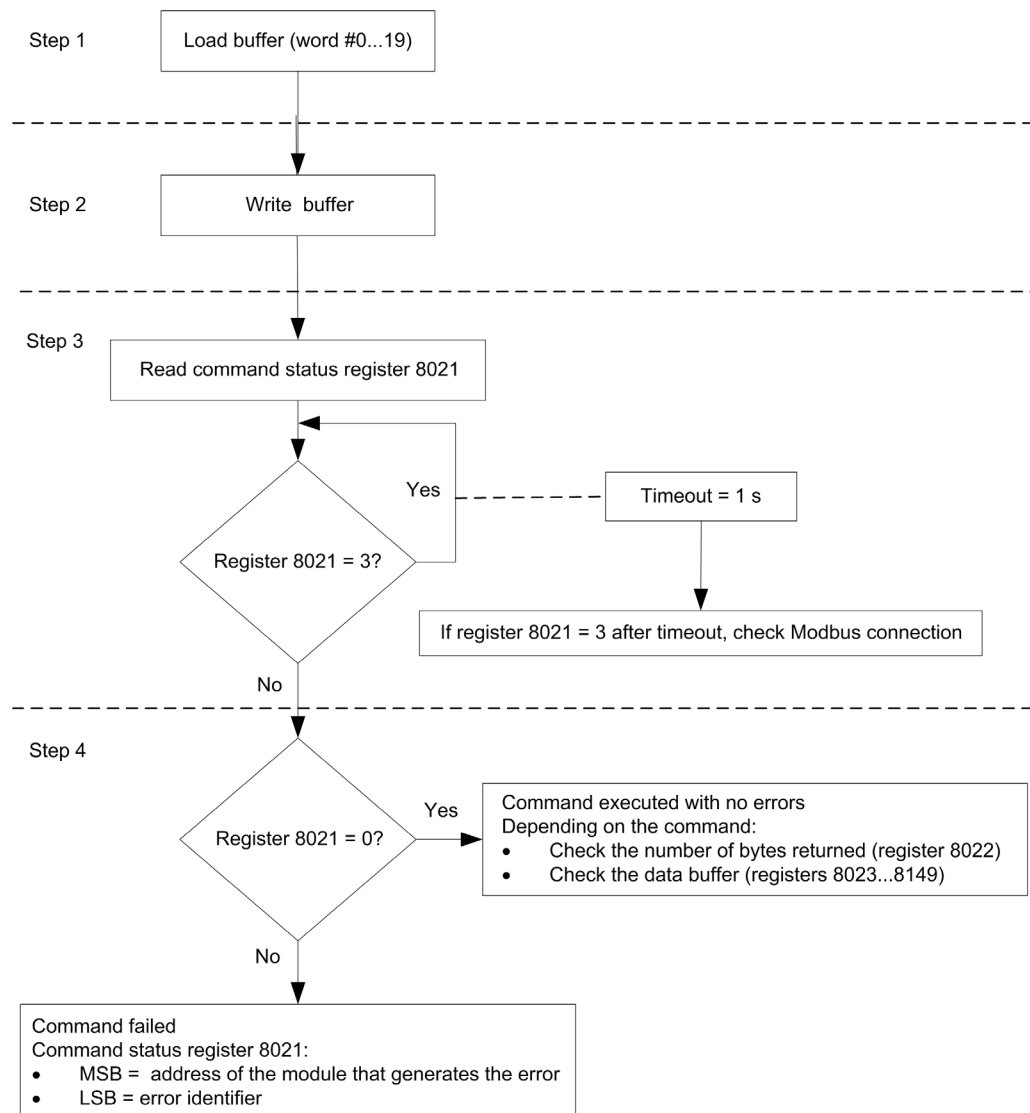 Step 1
Load buffer (word #0...19)
Step 2
Write buffer
Step 3
Read command status register 8021
Yes
Timeout = 1 s
Register 8021 = 3?
If register 8021 = 3 after timeout, check Modbus connection
No
Step 4
Register 8021 = 0?
Yes
Command executed with no errors
Depending on the command:
• Check the number of bytes returned (register 8022)
• Check the data buffer (registers 8023...8149)
No
Command failed
Command status register 8021:
• MSB = address of the module that generates the error
• LSB = error identifier